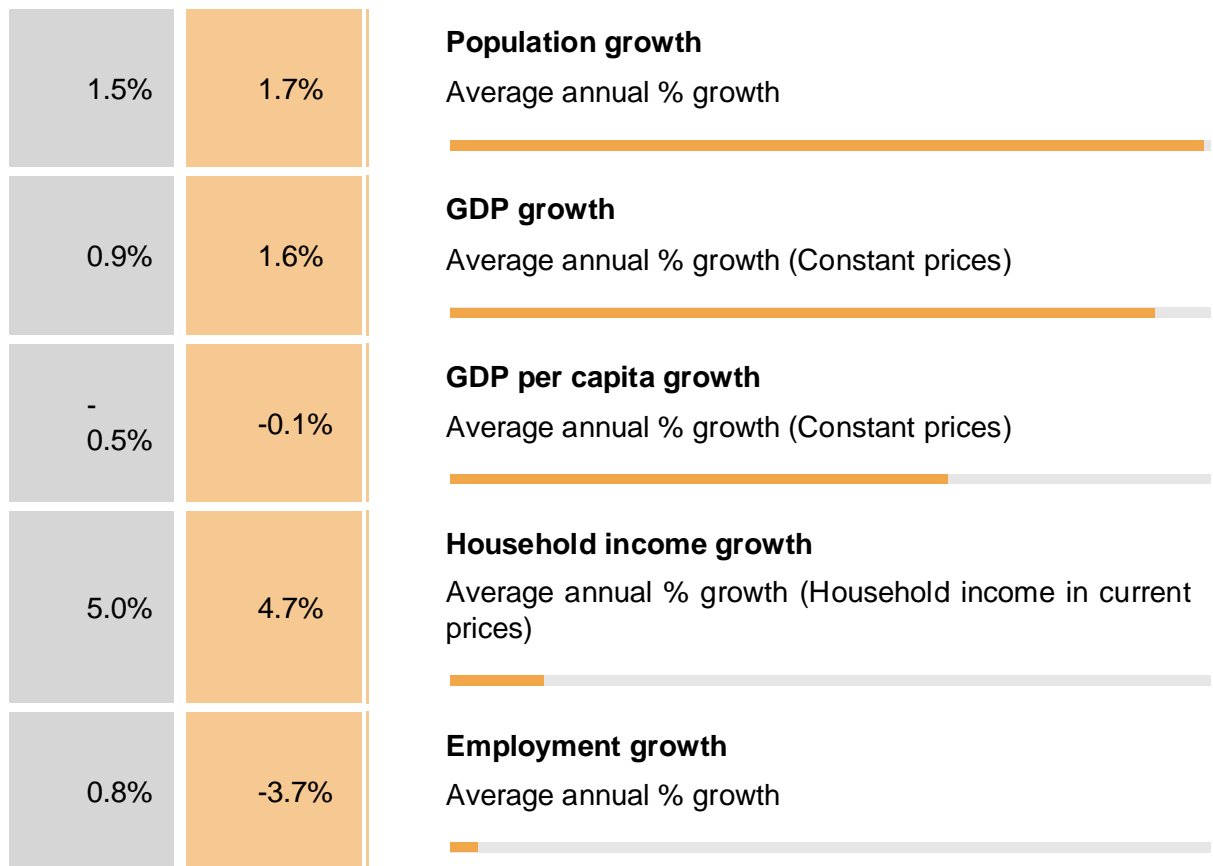 1.5% 1.7% Population growth
Average annual % growth
0.9% 1.6% GDP growth
Average annual % growth (Constant prices)
-
0.5% -0.1% GDP per capita growth
Average annual % growth (Constant prices)
5.0% 4.7% Household income growth
Average annual % growth (Household income in current
prices)
0.8% -3.7% Employment growth
Average annual % growth